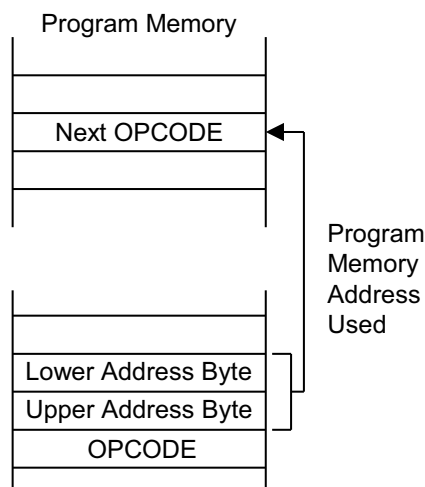 Program Memory
Next OPCODE
Program
Memory
Address
Used
Lower Address Byte
Upper Address Byte
OPCODE